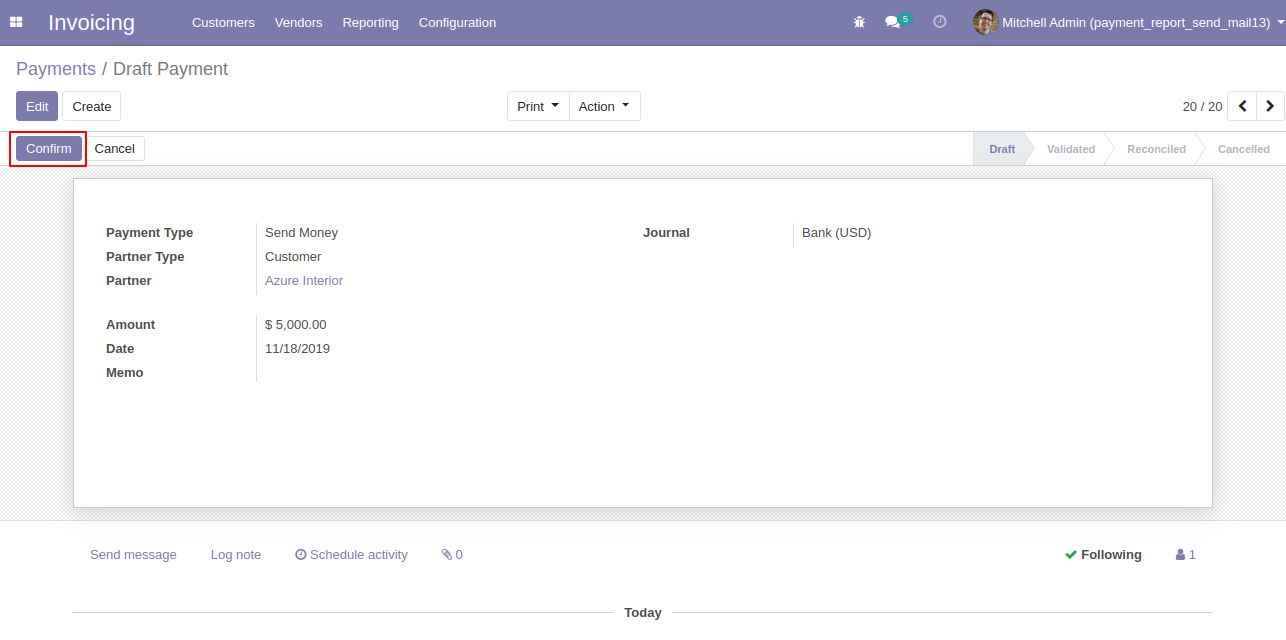 Invoicing Customers Vendors Reporting Configuration 5 Mitchell Admin (payment_report_send_mail13)
Payments / Draft Payment
Edit Create Print Action 20 / 20
Confirm Cancel Draft Validated Reconciled Cancelled
Payment Type Send Money Journal Bank (USD)
Partner Type Customer
Partner Azure Interior
Amount $ 5,000.00
Date 11/18/2019
Memo
Send message Log note Schedule activity 0 Following 1
Today